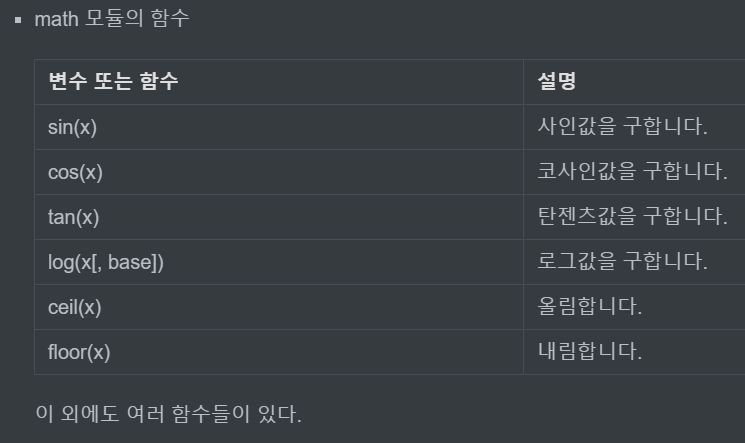 math 모듈의 함수
변수 또는 함수 설명
sin(x) 사인값을 구합니다.
cos(x) 코사인값을 구합니다.
tan(x) 탄젠츠값을 구합니다.
log(x[, base]) 로그값을 구합니다.
ceil(x) 올림합니다.
floor(x) 내림합니다.
이 외에도 여러 함수들이 있다.